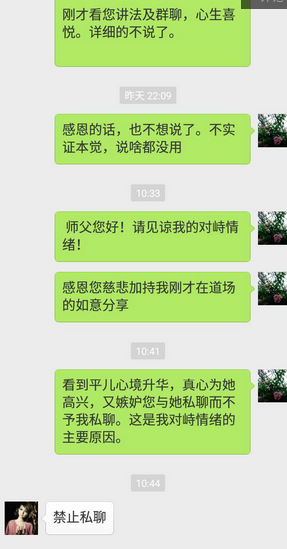 刚才看您讲法及群聊，心生喜
悦。详细的不说了。
昨天 22:09
感恩的话，也不想说了。不实
证本觉，说啥都没用
10:33
师父您好！请见谅我的对峙情
绪！
感恩您慈悲加持我刚才在道场
的如意分享
10:41
看到平儿心境升华，真心为她
高兴，又嫉妒您与她私聊而不
予我私聊。这是我对峙情绪的
主要原因。
10:44
禁止私聊